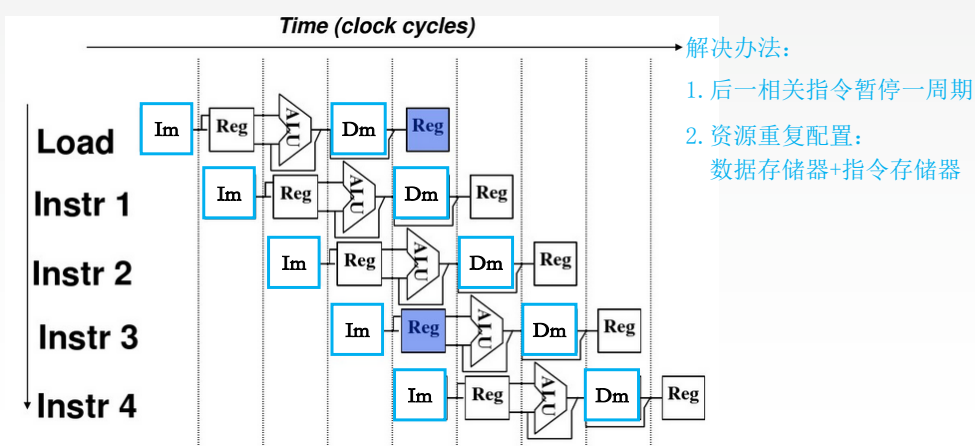 Time (clock cycles)
解决办法：
1. 后一相关指令暂停一周期
2. 资源重复配置：
数据存储器+指令存储器
Load Im Reg ALU Dm Reg
Instr 1 Im Reg ALU Dm Reg
Instr 2 Im Reg ALU Dm Reg
Instr 3 Im Reg ALU Dm Reg
Instr 4 Im Reg ALU Dm Reg